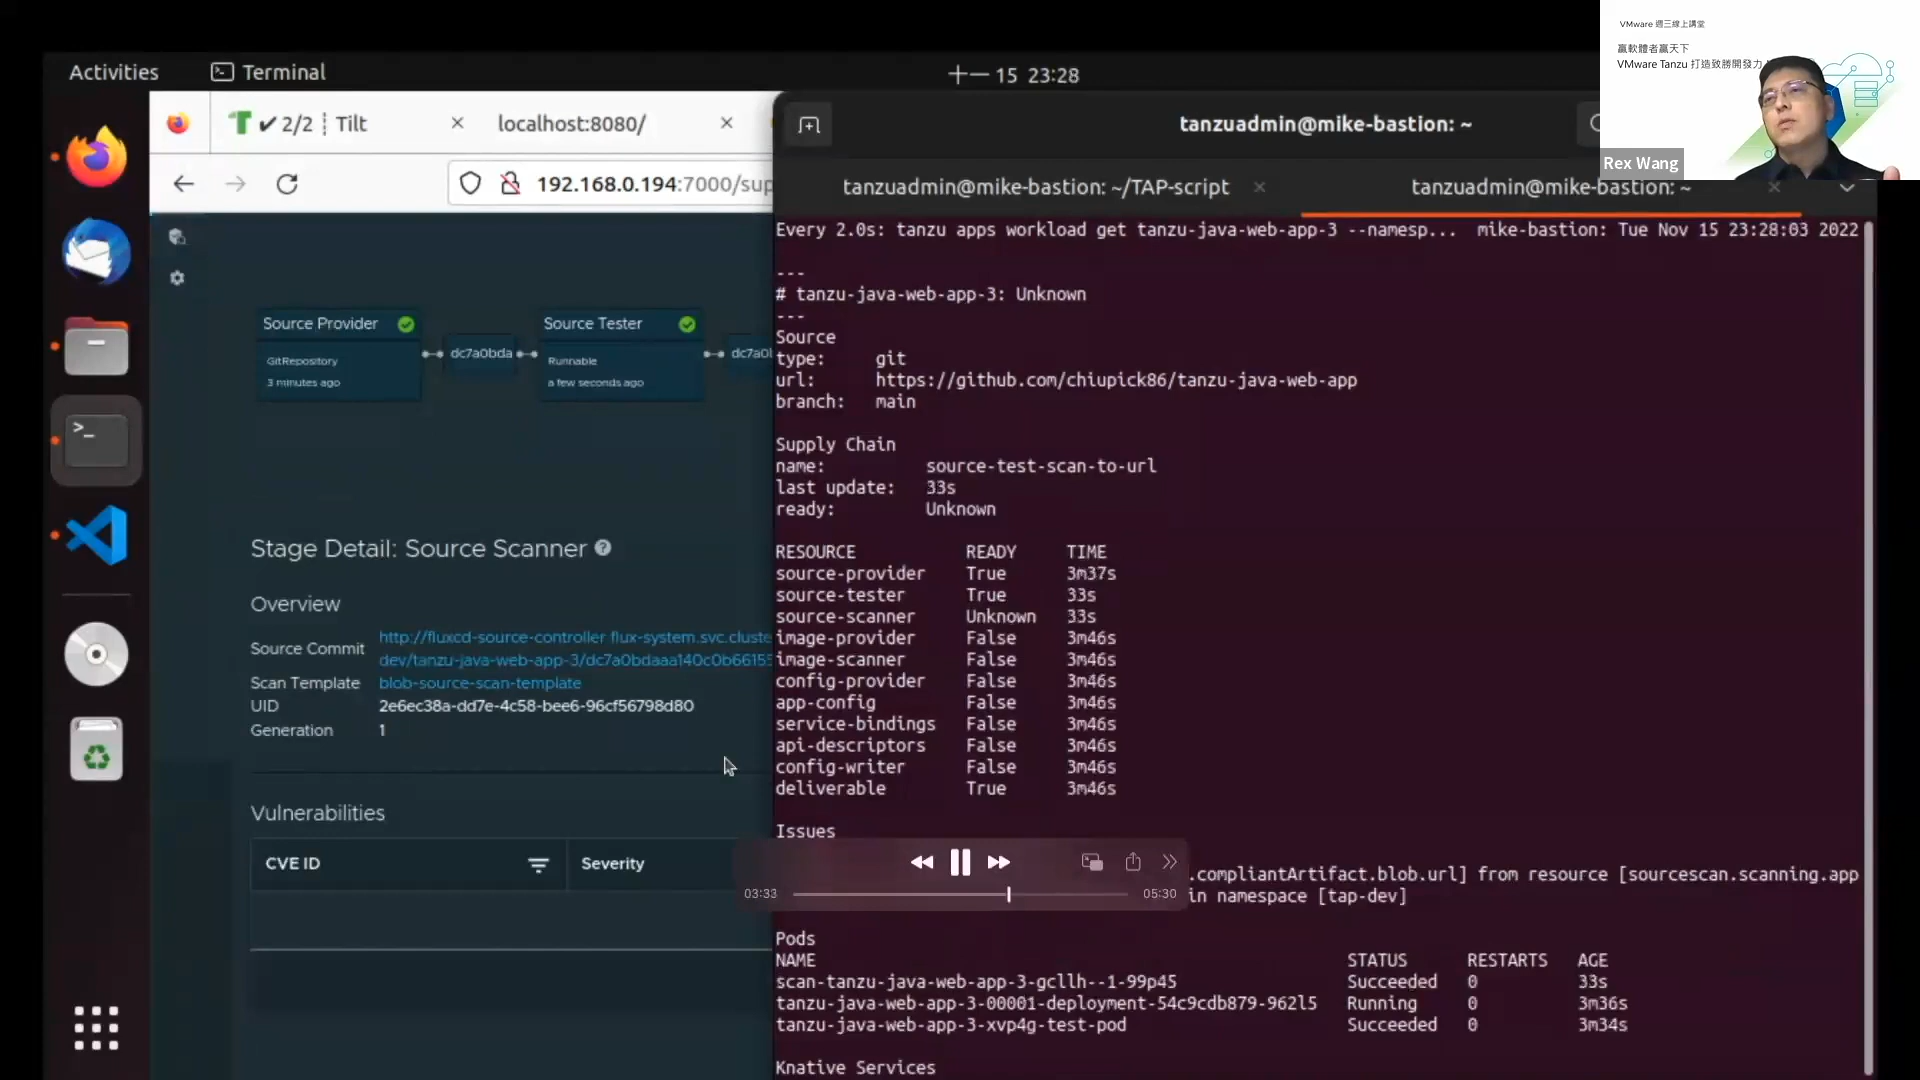 VMware 週三線上講堂
贏軟體者贏天下
VMware Tanzu 打造致勝開發力
Rex Wang
Activities
Terminal
十一 15 23:28
2/2 ┆ Tilt
localhost:8080/
192.168.0.194:7000/sup
tanzuadmin@mike-bastion: ~
tanzuadmin@mike-bastion: ~/TAP-script
tanzuadmin@mike-bastion: ~
Source Provider
GitRepository
3 minutes ago
dc7a0bda
Source Tester
Runnable
a few seconds ago
dc7a0b
Stage Detail: Source Scanner
Overview
Source Commit http://fluxcd-source-controller.flux-system.svc.cluste
dev/tanzu-java-web-app-3/dc7a0bdaaa140c0b66155
Scan Template blob-source-scan-template
UID 2e6ec38a-dd7e-4c58-bee6-96cf56798d80
Generation 1
Vulnerabilities
CVE ID Severity
Every 2.0s: tanzu apps workload get tanzu-java-web-app-3 --namesp... mike-bastion: Tue Nov 15 23:28:03 2022
---
# tanzu-java-web-app-3: Unknown
---
Source
type: git
url: https://github.com/chiupick86/tanzu-java-web-app
branch: main
Supply Chain
name: source-test-scan-to-url
last update: 33s
ready: Unknown
RESOURCE READY TIME
source-provider True 3m37s
source-tester True 33s
source-scanner Unknown 33s
image-provider False 3m46s
image-scanner False 3m46s
config-provider False 3m46s
app-config False 3m46s
service-bindings False 3m46s
api-descriptors False 3m46s
config-writer False 3m46s
deliverable True 3m46s
Issues
.compliantArtifact.blob.url] from resource [sourcescan.scanning.app
in namespace [tap-dev]
03:33
05:30
Pods
NAME STATUS RESTARTS AGE
scan-tanzu-java-web-app-3-gcllh--1-99p45 Succeeded 0 33s
tanzu-java-web-app-3-00001-deployment-54c9cdb879-962l5 Running 0 3m36s
tanzu-java-web-app-3-xvp4g-test-pod Succeeded 0 3m34s
Knative Services